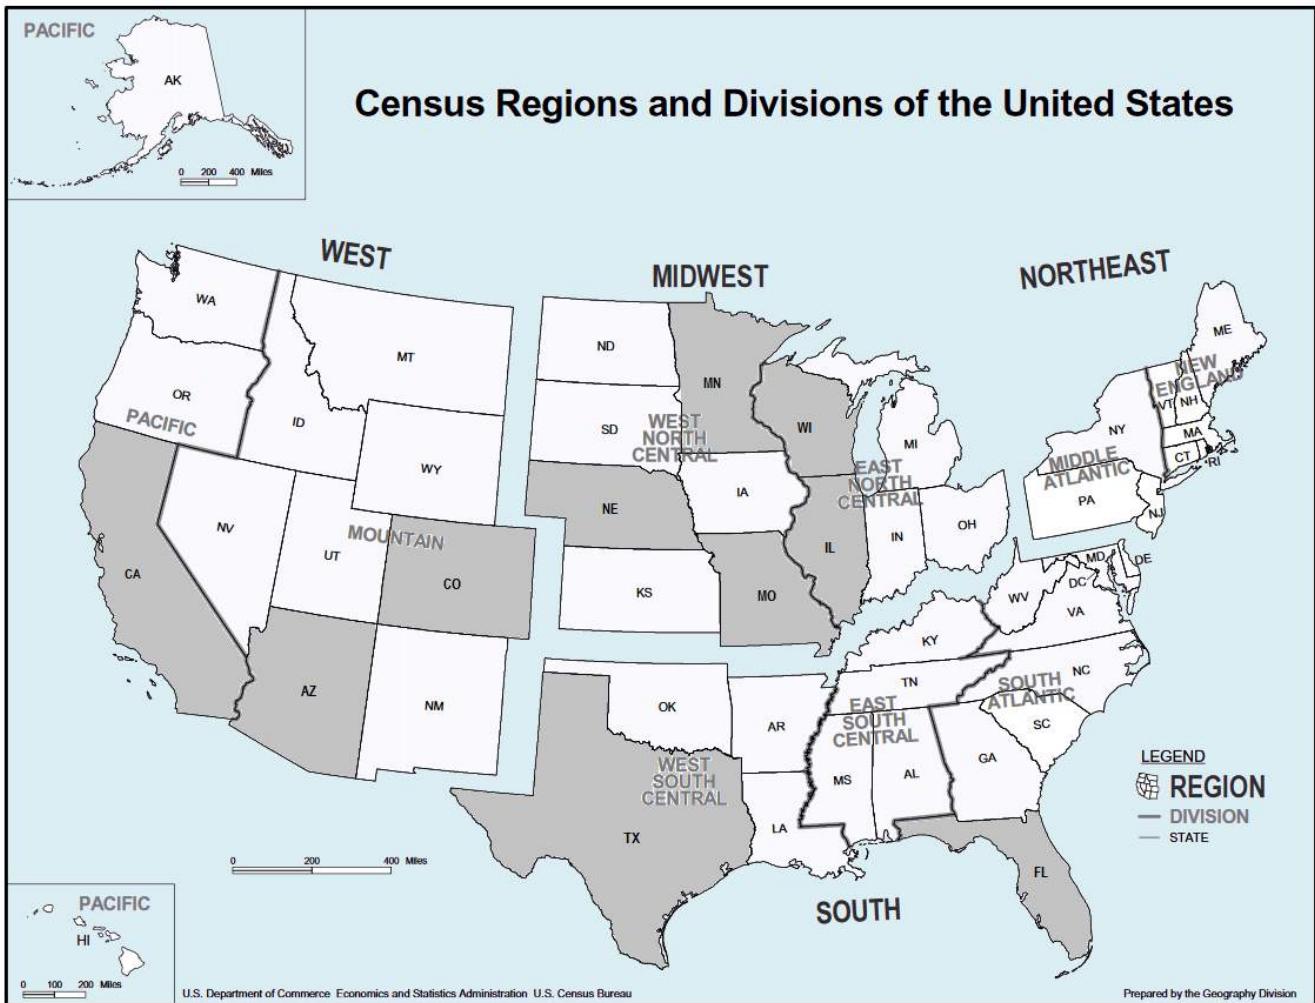 PACIFIC
AK
0 200 400 Miles
Census Regions and Divisions of the United States
WEST
MIDWEST
NORTHEAST
WA
MT
ND
MN
ME
OR
ID
SD
WI
MI
NY
VT
NH
NEW
ENGLAND
MA
CT
RI
PACIFIC
WY
WEST
NORTH
CENTRAL
EAST
NORTH
CENTRAL
MIDDLE
ATLANTIC
PA
NJ
NE
IA
NV
UT
MOUNTAIN
CO
CA
IL
IN
OH
KS
MO
MD
DE
DC
WV
VA
KY
AZ
NM
OK
AR
TN
NC
EAST
SOUTH
CENTRAL
SOUTH
ATLANTIC
SC
WEST
SOUTH
CENTRAL
MS
AL
GA
TX
LA
FL
LEGEND
REGION
DIVISION
STATE
0 200 400
Miles
SOUTH
PACIFIC
HI
0 100 200 Miles
U.S. Department of Commerce Economics and Statistics Administration U.S. Census Bureau
Prepared by the Geography Division